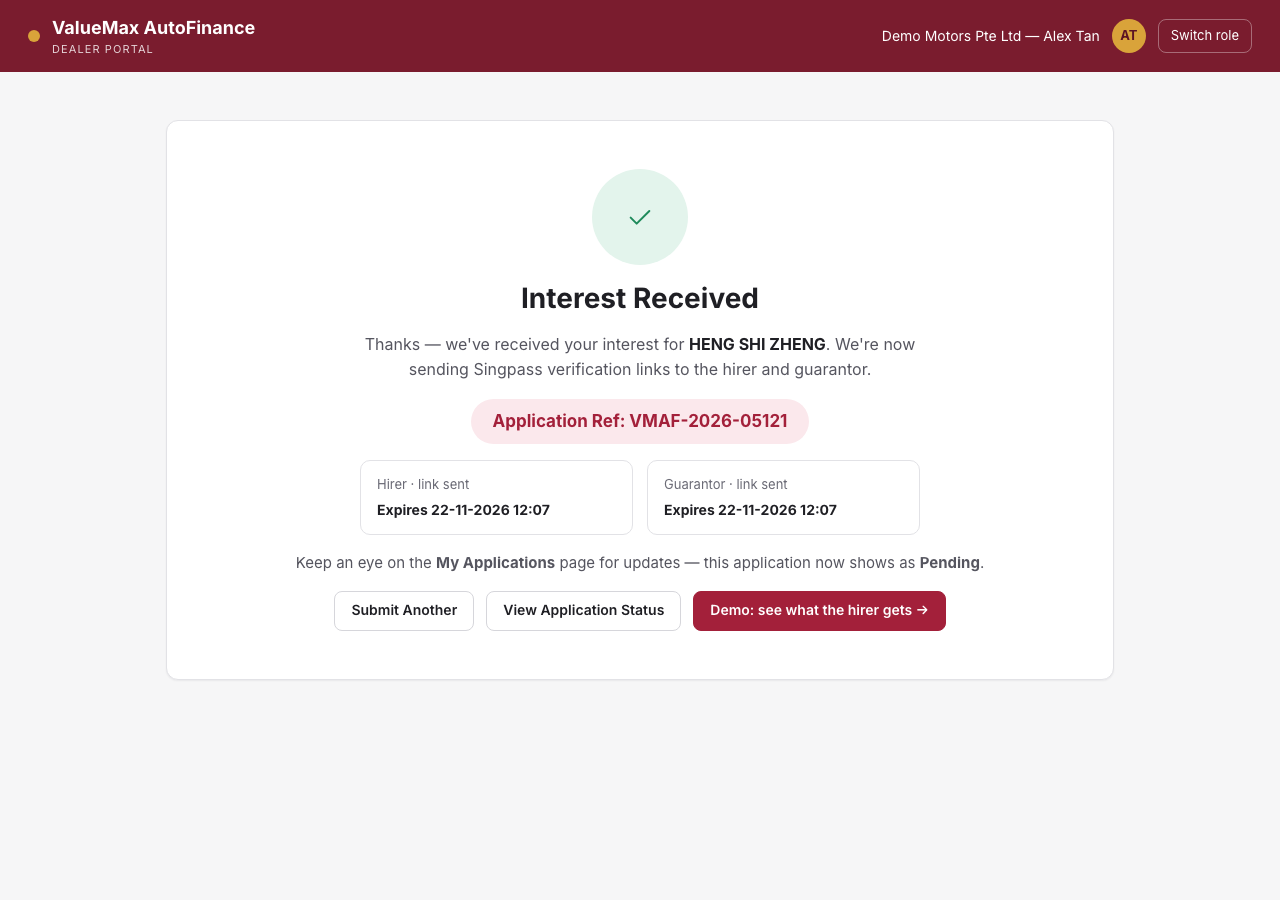 ValueMax AutoFinance
DEALER PORTAL
Demo Motors Pte Ltd — Alex Tan
AT
Switch role
Interest Received
Thanks — we've received your interest for HENG SHI ZHENG. We're now
sending Singpass verification links to the hirer and guarantor.
Application Ref: VMAF-2026-05121
Hirer · link sent
Expires 22-11-2026 12:07
Guarantor · link sent
Expires 22-11-2026 12:07
Keep an eye on the My Applications page for updates — this application now shows as Pending.
Submit Another
View Application Status
Demo: see what the hirer gets →